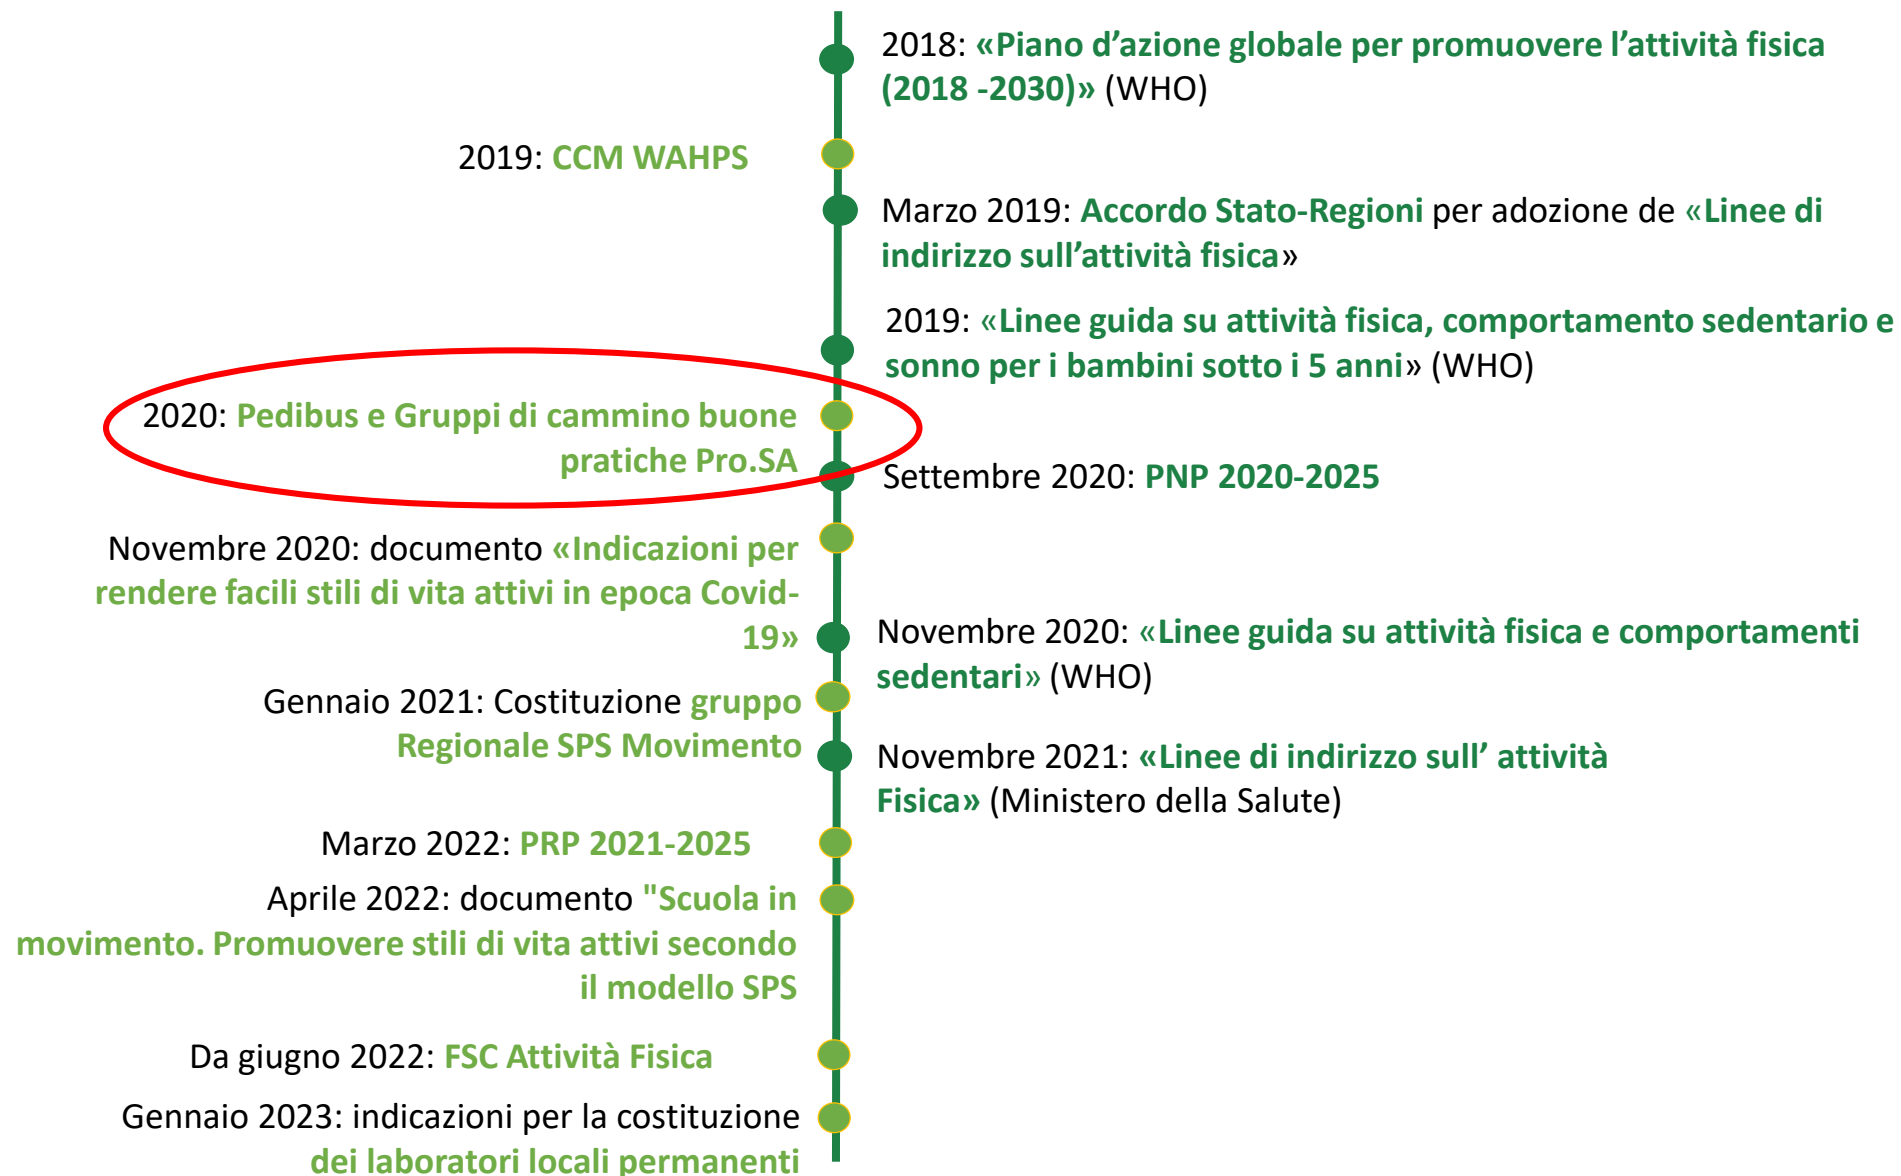 2018: «Piano d’azione globale per promuovere l’attività fisica
(2018 -2030)» (WHO)
2019: CCM WAHPS
Marzo 2019: Accordo Stato-Regioni per adozione de «Linee di
indirizzo sull’attività fisica»
2019: «Linee guida su attività fisica, comportamento sedentario e
sonno per i bambini sotto i 5 anni» (WHO)
2020: Pedibus e Gruppi di cammino buone
pratiche Pro.SA
Settembre 2020: PNP 2020-2025
Novembre 2020: documento «Indicazioni per
rendere facili stili di vita attivi in epoca Covid-
19»
Novembre 2020: «Linee guida su attività fisica e comportamenti
sedentari» (WHO)
Gennaio 2021: Costituzione gruppo
Regionale SPS Movimento
Novembre 2021: «Linee di indirizzo sull’ attività
Fisica» (Ministero della Salute)
Marzo 2022: PRP 2021-2025
Aprile 2022: documento "Scuola in
movimento. Promuovere stili di vita attivi secondo
il modello SPS
Da giugno 2022: FSC Attività Fisica
Gennaio 2023: indicazioni per la costituzione
dei laboratori locali permanenti